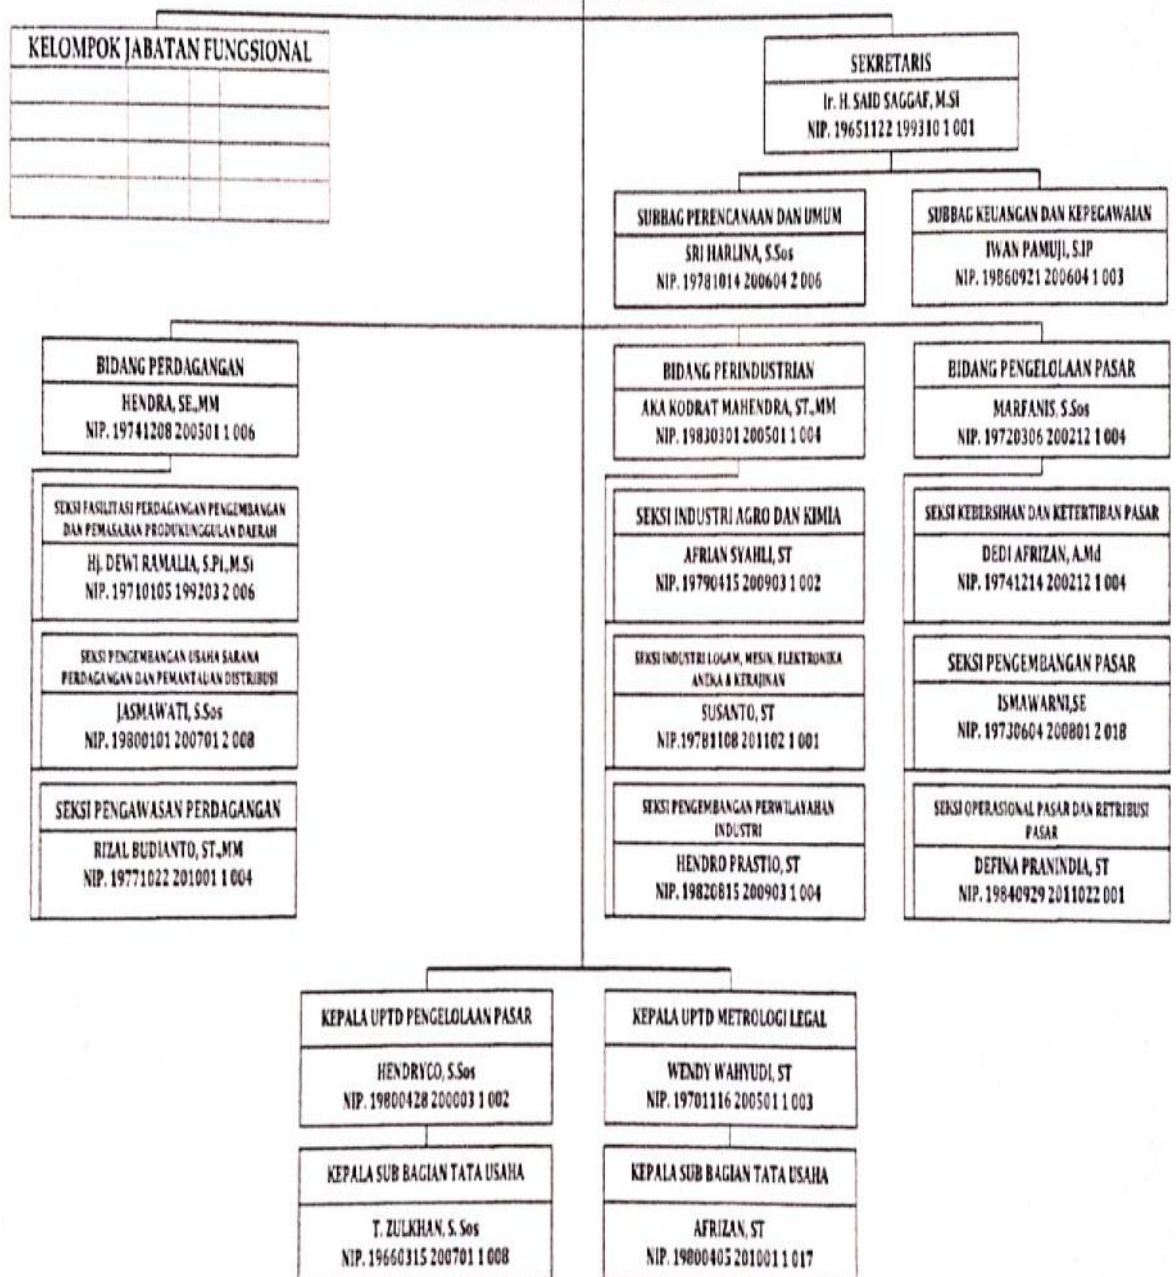 KELOMPOK JABATAN FUNGSIONAL
SEKRETARIS
Ir. H. SAID SAGGAF, M.Si
NIP. 19651122 199310 1 001
SUBBAG PERENCANAAN DAN UMUM
SRI HARLINA, S.Sos
NIP. 19781014 200604 2 006
SUBBAG KEUANGAN DAN KEPEGAWAIAN
IWAN PAMUJI, S.IP
NIP. 19860921 200604 1 003
BIDANG PERDAGANGAN
HENDRA, SE.,MM
NIP. 19741208 200501 1 006
SEKSI FASILITASI PERDAGANGAN PENGEMBANGAN
DAN PEMASARAN PRODUKUNGGULAN DAERAH
Hj. DEWI RAMALIA, S.Pi.,M.Si
NIP. 19710105 199203 2 006
SEKSI PENGEMBANGAN USAHA SARANA
PERDAGANGAN DAN PEMANTAUAN DISTRIBUSI
JASMAWATI, S.Sos
NIP. 19800101 200701 2 008
SEKSI PENGAWASAN PERDAGANGAN
RIZAL BUDIANTO, ST.,MM
NIP. 19771022 201001 1 004
BIDANG PERINDUSTRIAN
AKA KODRAT MAHENDRA, ST.,MM
NIP. 19830301 200501 1 004
SEKSI INDUSTRI AGRO DAN KIMIA
AFRIAN SYAHLI, ST
NIP. 19790415 200903 1 002
SEKSI INDUSTRI LOGAM, MESIN, ELEKTRONIKA
ANEKA & KERAJINAN
SUSANTO, ST
NIP.19781108 201102 1 001
SEKSI PENGEMBANGAN PERWILAYAHAN
INDUSTRI
HENDRO PRASTIO, ST
NIP. 19820815 200903 1 004
BIDANG PENGELOLAAN PASAR
MARFANIS, S.Sos
NIP. 19720306 200212 1 004
SEKSI KEBERSIHAN DAN KETERTIBAN PASAR
DEDI AFRIZAN, A.Md
NIP. 19741214 200212 1 004
SEKSI PENGEMBANGAN PASAR
ISMAWARNI,SE
NIP. 19730604 200801 2 018
SEKSI OPERASIONAL PASAR DAN RETRIBUSI
PASAR
DEFINA PRANINDIA, ST
NIP. 19840929 2011022 001
KEPALA UPTD PENGELOLAAN PASAR
HENDRYCO, S.Sos
NIP. 19800428 200003 1 002
KEPALA SUB BAGIAN TATA USAHA
T. ZULKHAN, S. Sos
NIP. 19660315 200701 1 008
KEPALA UPTD METROLOGI LEGAL
WENDY WAHYUDI, ST
NIP. 19701116 200501 1 003
KEPALA SUB BAGIAN TATA USAHA
AFRIZAN, ST
NIP. 19800405 201001 1 017